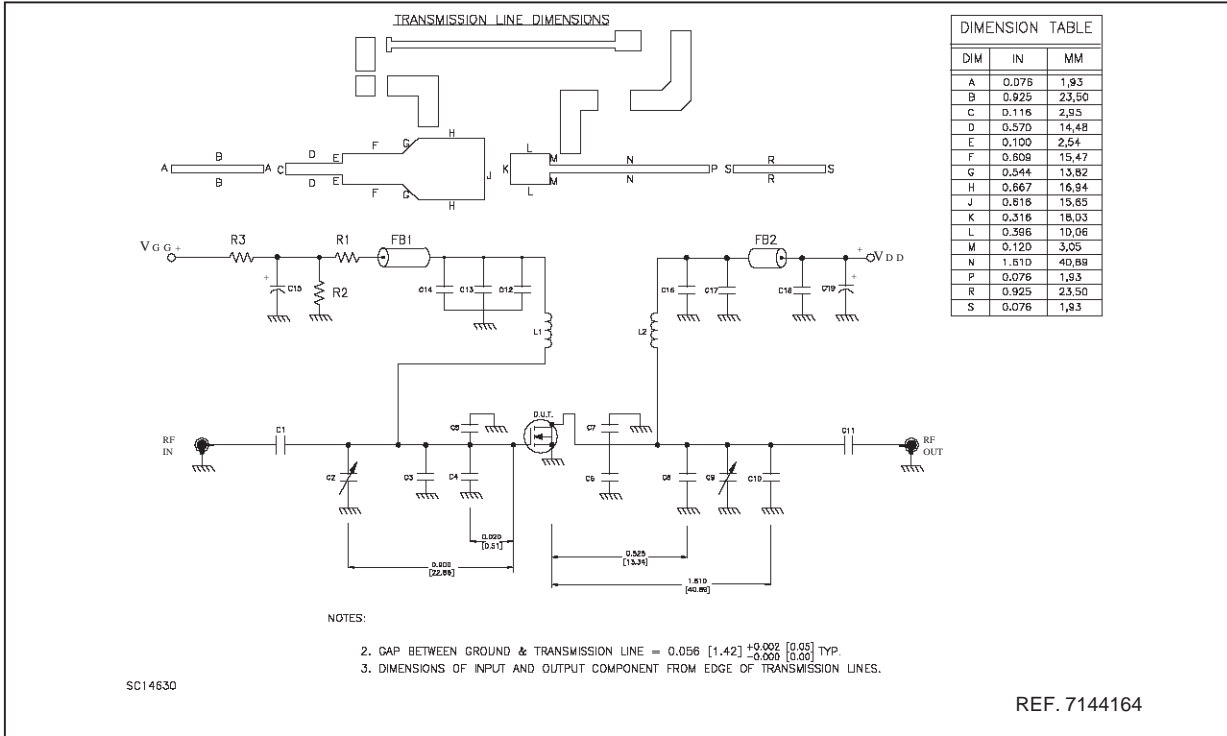 TRANSMISSION LINE DIMENSIONS
DIMENSION TABLE
DIM IN MM
A 0.076 1,93
B 0.925 23,50
C 0.116 2,95
D 0.570 14,48
E 0.100 2,54
F 0.609 15,47
G 0.544 13,82
H 0.667 16,94
J 0.616 15,65
K 0.316 18,03
L 0.396 10,06
M 0.120 3,05
N 1.610 40,89
P 0.076 1,93
R 0.925 23,50
S 0.076 1,93
H
F G
D E
B
A A C J
B
D E
F G
H
L
M N R
K P S S
M N R
L
VGG+ R3 R1 FB1
C15 R2 C14 C13 C12
L1
FB2 + VDD
C16 C17 C18 C19
L2
RF IN
C1
C2 C3 C4
D.U.T.
C7
C8 C9 C10
C11
RF OUT
0.020
[0.51]
0.900
[22.86]
0.525
[13.34]
1.610
[40.89]
NOTES:
2. GAP BETWEEN GROUND & TRANSMISSION LINE = 0.056 [1.42] +0.002 [0.05] -0.000 [0.00] TYP.
3. DIMENSIONS OF INPUT AND OUTPUT COMPONENT FROM EDGE OF TRANSMISSION LINES.
SC14630
REF. 7144164